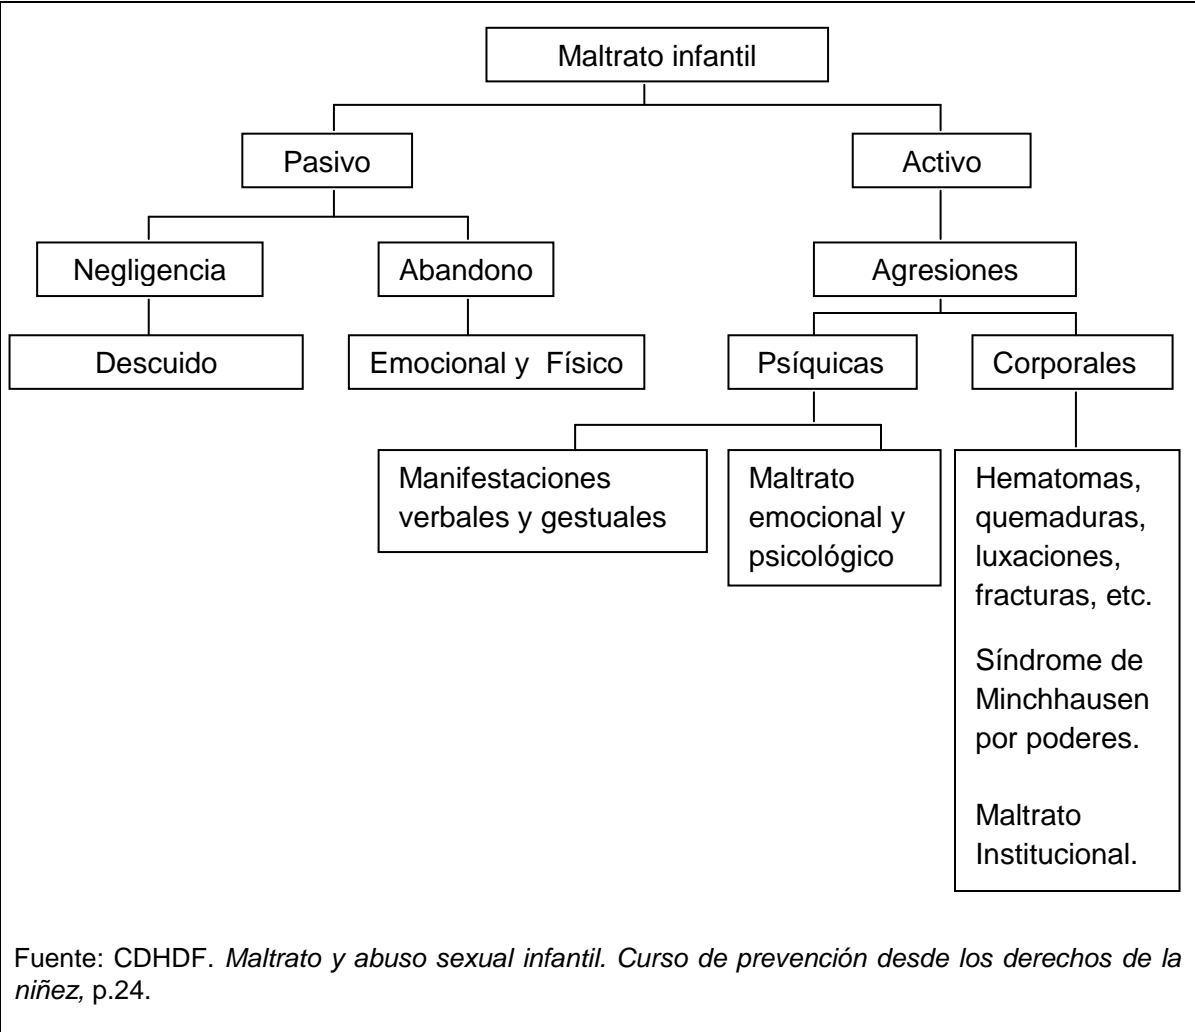 Maltrato infantil
Pasivo
Activo
Negligencia
Abandono
Agresiones
Descuido
Emocional y Físico
Psíquicas
Corporales
Manifestaciones
verbales y gestuales
Maltrato
emocional y
psicológico
Hematomas,
quemaduras,
luxaciones,
fracturas, etc.
Síndrome de
Minchhausen
por poderes.
Maltrato
Institucional.
Fuente: CDHDF. Maltrato y abuso sexual infantil. Curso de prevención desde los derechos de la
niñez, p.24.